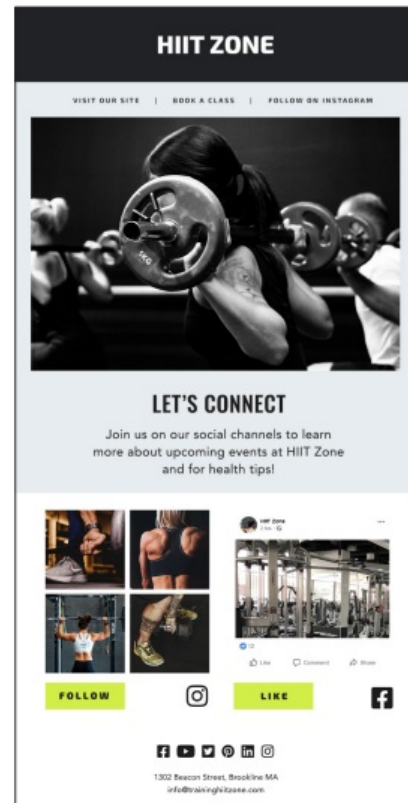 HIIT ZONE
VISIT OUR SITE | BOOK A CLASS | FOLLOW ON INSTAGRAM
5KG
LET'S CONNECT
Join us on our social channels to learn
more about upcoming events at HIIT Zone
and for health tips!
HIIT Zone
12
Like Comment Share
FOLLOW
LIKE
1302 Beacon Street, Brookline MA
info@traininghiitzone.com